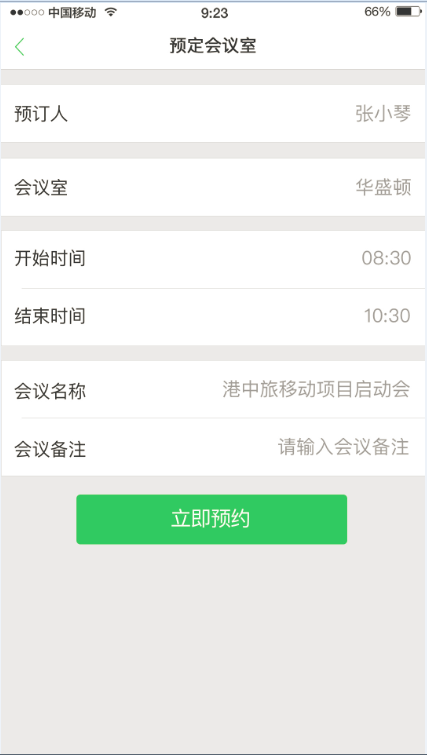 中国移动 9:23 66%
预定会议室
预订人 张小琴
会议室 华盛顿
开始时间 08:30
结束时间 10:30
会议名称 港中旅移动项目启动会
会议备注 请输入会议备注
立即预约